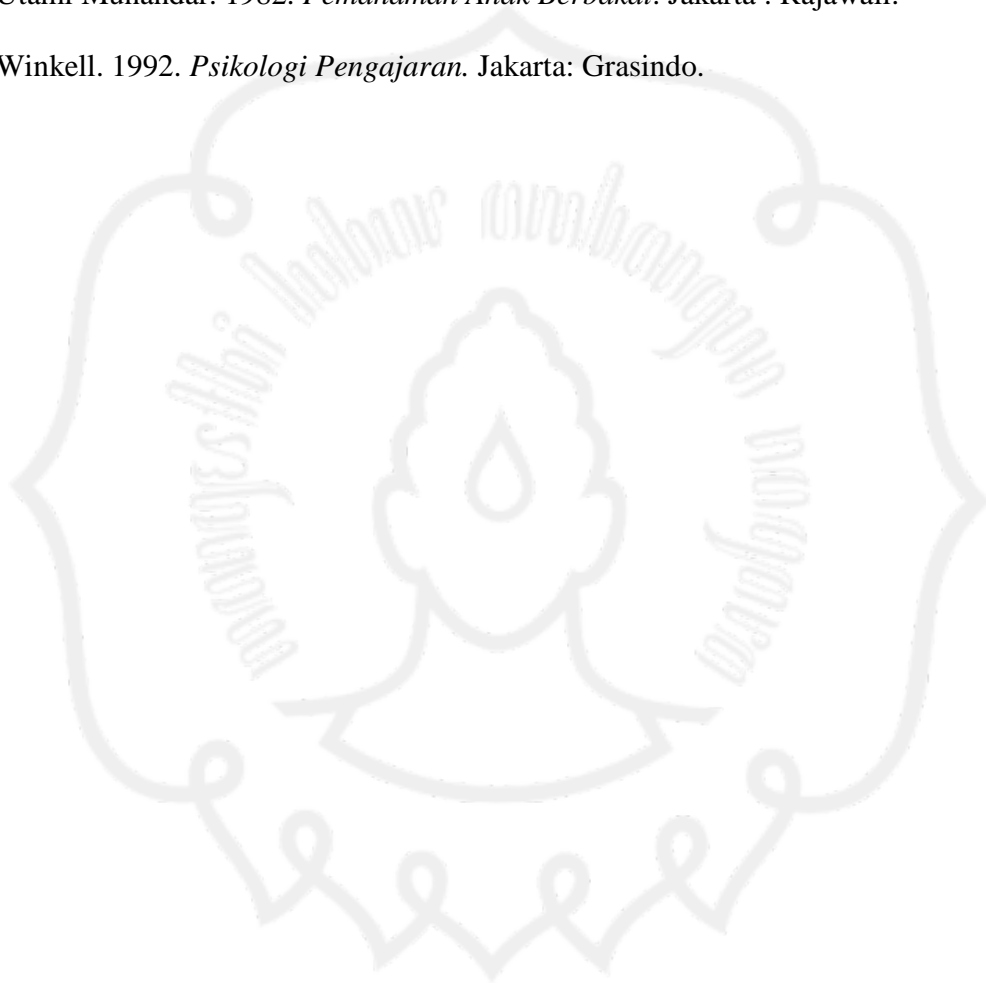 Utami Munandar. 1982. Pemahaman Anak Berbakat. Jakarta : Rajawali.
Winkell. 1992. Psikologi Pengajaran. Jakarta: Grasindo.